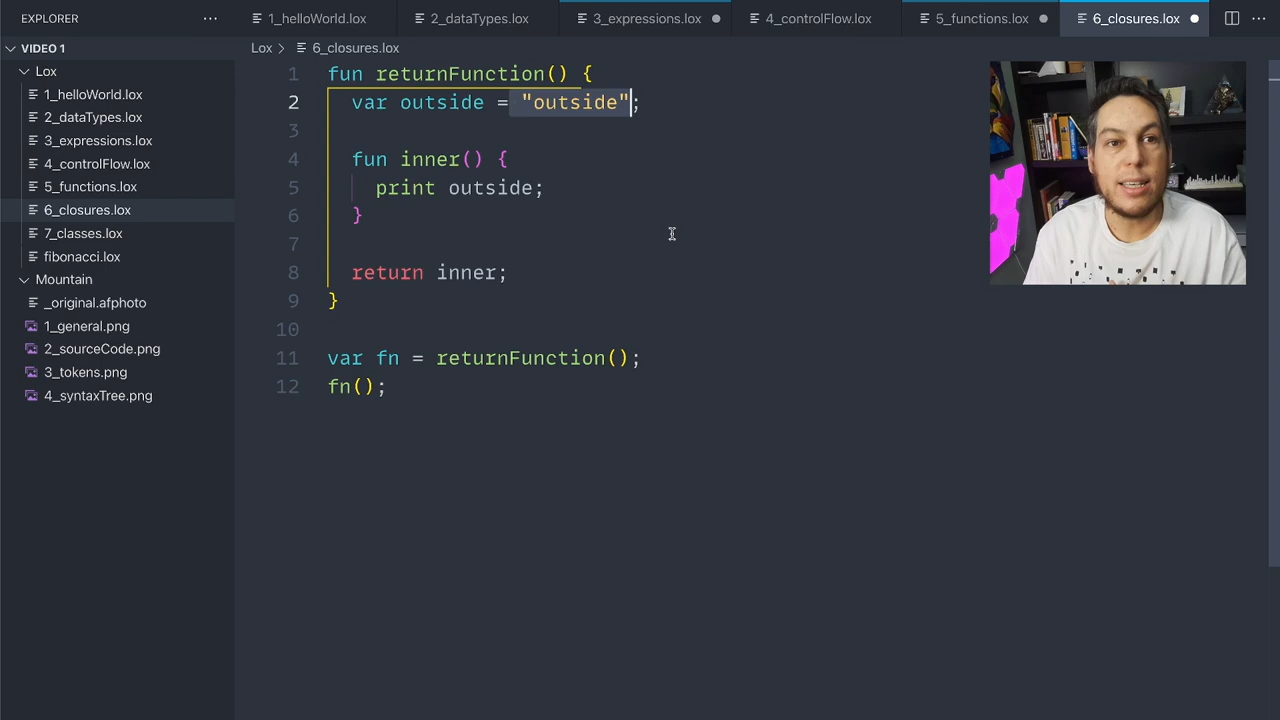 EXPLORER
VIDEO 1
Lox
1_helloWorld.lox
2_dataTypes.lox
3_expressions.lox
4_controlFlow.lox
5_functions.lox
6_closures.lox
7_classes.lox
fibonacci.lox
Mountain
_original.afphoto
1_general.png
2_sourceCode.png
3_tokens.png
4_syntaxTree.png
1_helloWorld.lox
2_dataTypes.lox
3_expressions.lox
4_controlFlow.lox
5_functions.lox
6_closures.lox
Lox > 6_closures.lox
1 fun returnFunction() {
2 var outside = "outside";
3
4 fun inner() {
5 print outside;
6 }
7
8 return inner;
9 }
10
11 var fn = returnFunction();
12 fn();